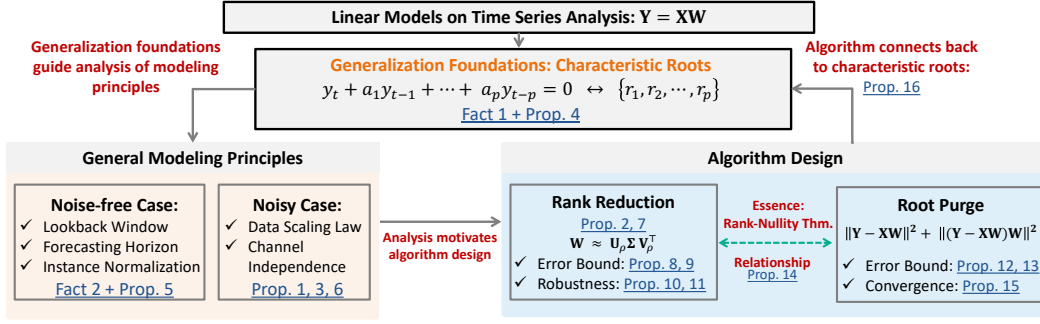 Linear Models on Time Series Analysis: Y = XW
Generalization foundations
guide analysis of modeling
principles
Generalization Foundations: Characteristic Roots
y_t + a_1y_{t−1} + ⋯ + a_py_{t−p} = 0 ↔ {r_1, r_2, ⋯, r_p}
Fact 1 + Prop. 4
Algorithm connects back
to characteristic roots:
Prop. 16
General Modeling Principles
Noise-free Case:
✓ Lookback Window
✓ Forecasting Horizon
✓ Instance Normalization
Fact 2 + Prop. 5
Noisy Case:
✓ Data Scaling Law
✓ Channel
Independence
Prop. 1, 3, 6
Analysis motivates
algorithm design
Algorithm Design
Rank Reduction
Prop. 2, 7
W ≈ U_ρΣ V_ρ^⊤
✓ Error Bound: Prop. 8, 9
✓ Robustness: Prop. 10, 11
Essence:
Rank-Nullity Thm.
Relationship
Prop. 14
Root Purge
‖Y − XW‖² + ‖(Y − XW)W‖²
✓ Error Bound: Prop. 12, 13
✓ Convergence: Prop. 15